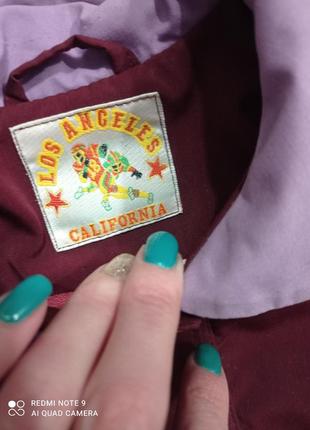 LOS ANGELES
CALIFORNIA
REDMI NOTE 9
AI QUAD CAMERA